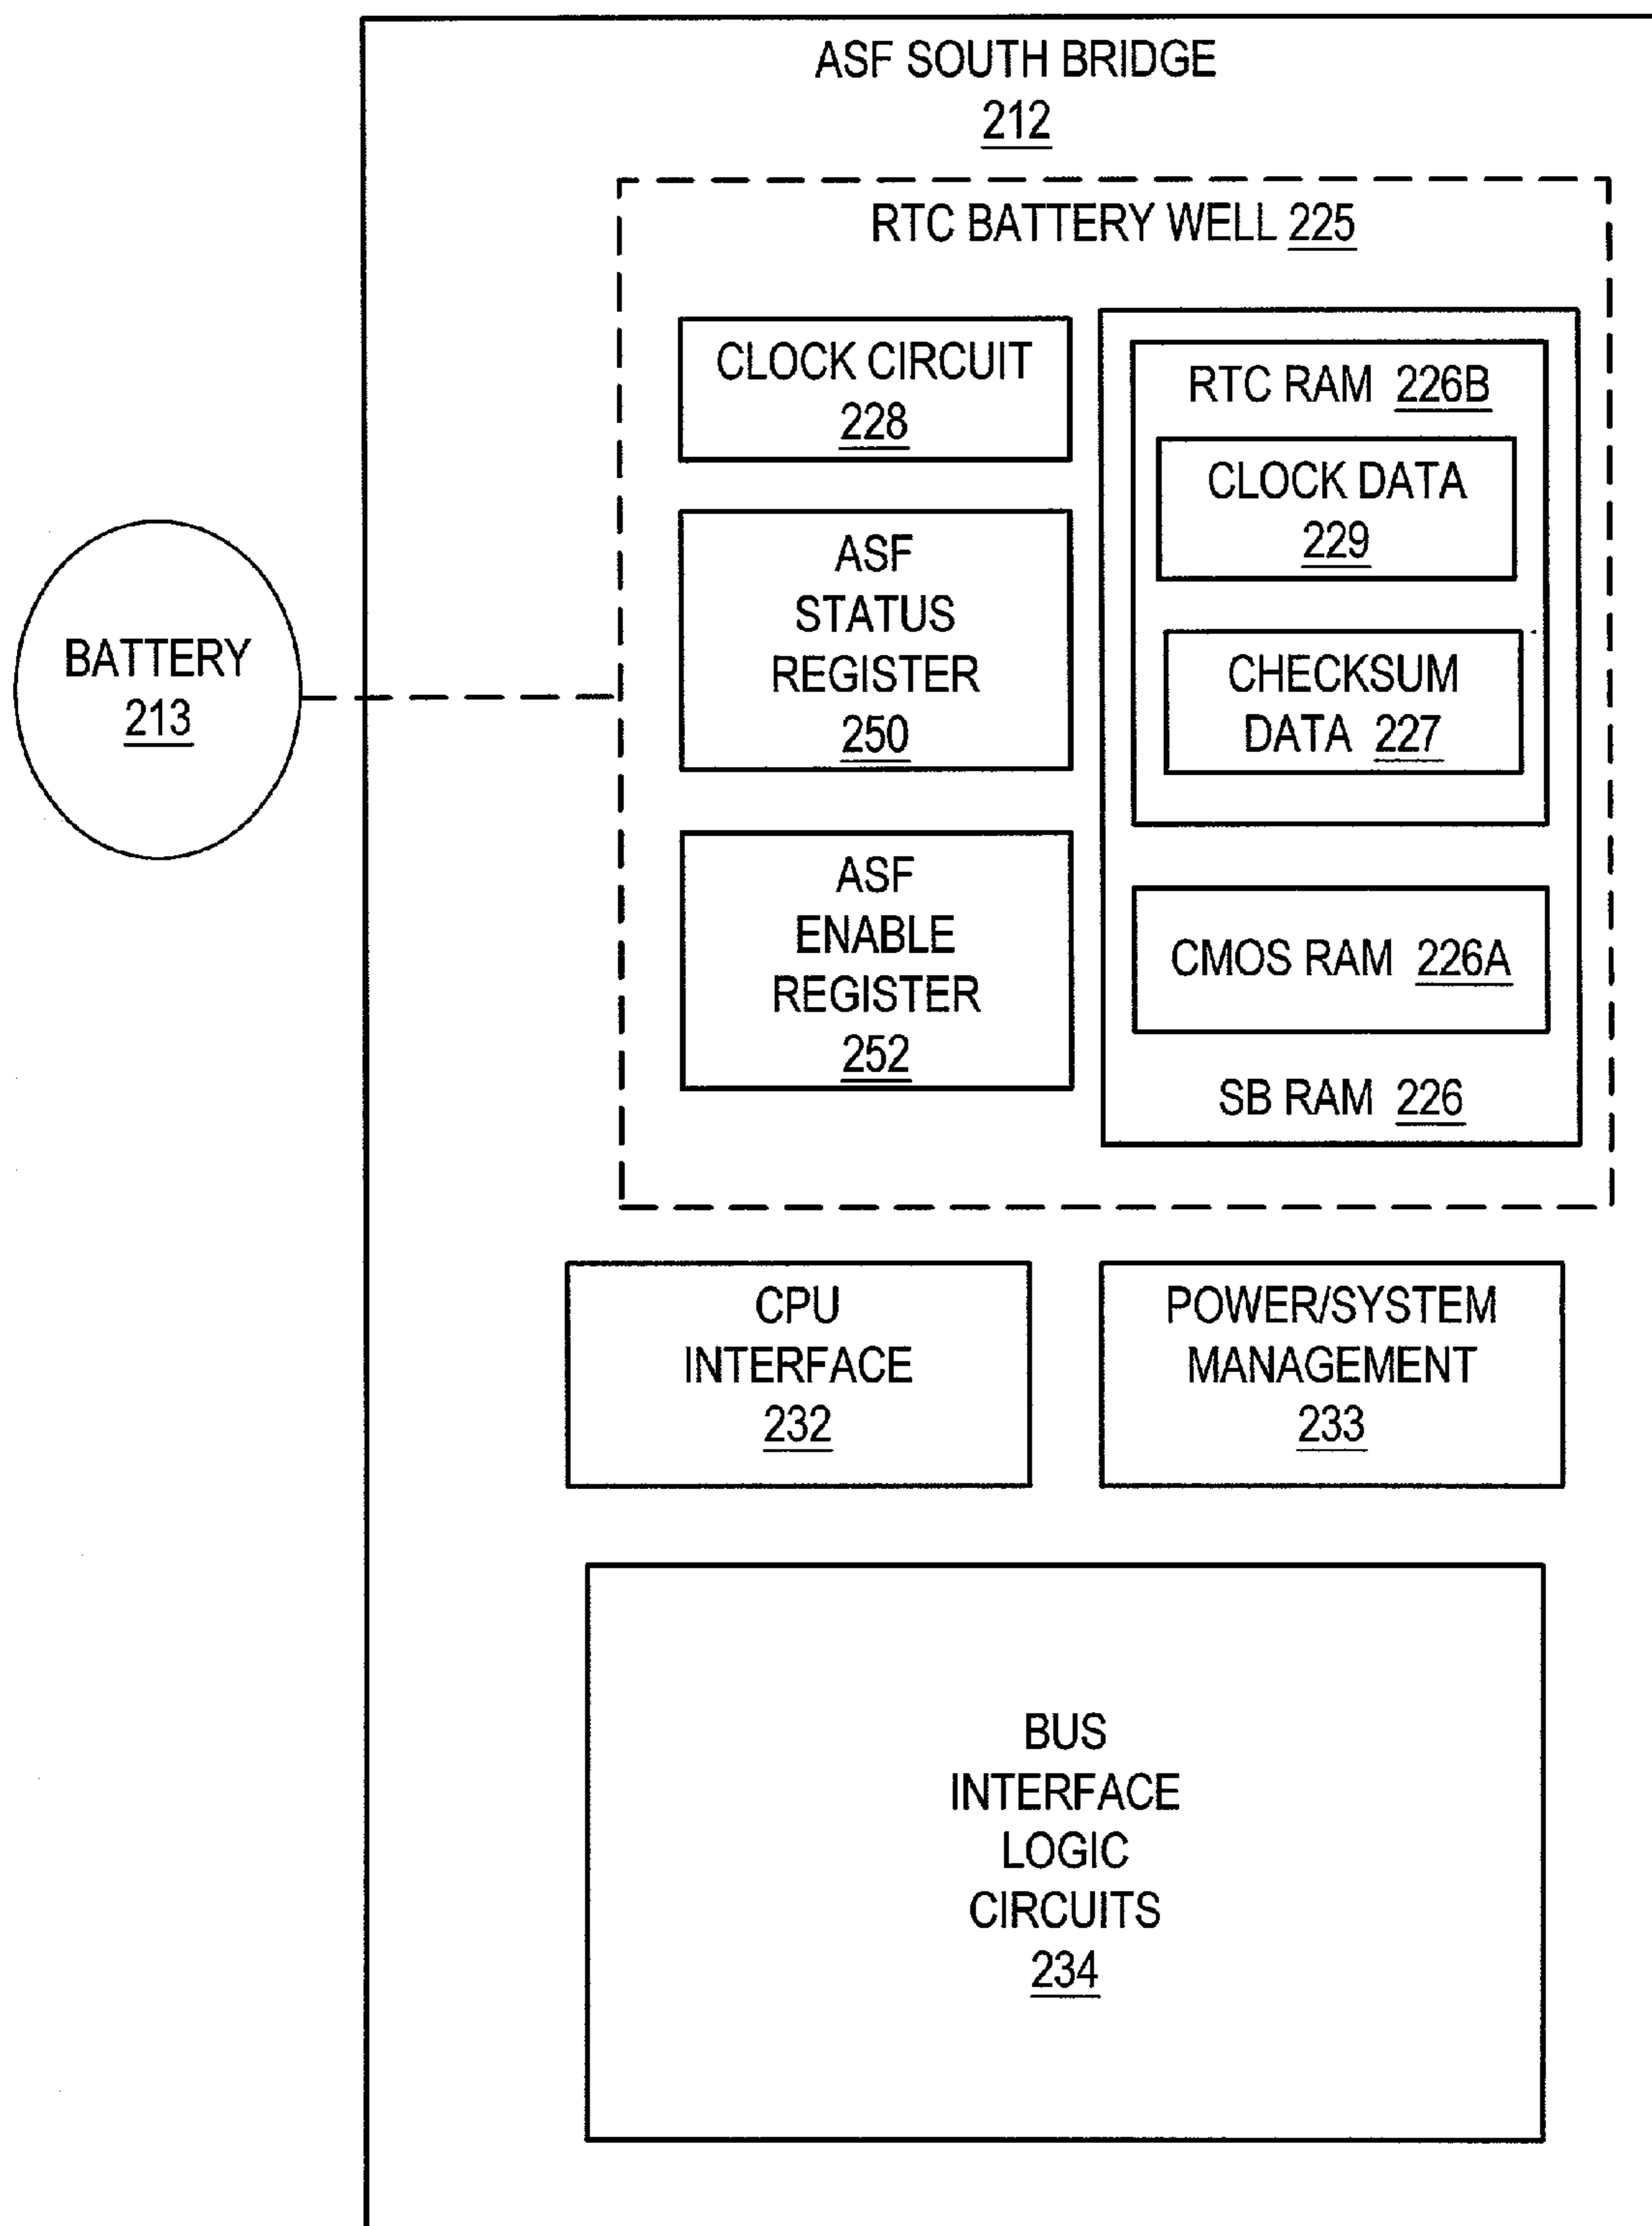 ASF SOUTH BRIDGE
212
RTC BATTERY WELL 225
CLOCK CIRCUIT
228
RTC RAM 226B
CLOCK DATA
229
ASF
STATUS
REGISTER
250
CHECKSUM
DATA 227
BATTERY
213
ASF
ENABLE
REGISTER
252
CMOS RAM 226A
SB RAM 226
CPU
INTERFACE
232
POWER/SYSTEM
MANAGEMENT
233
BUS
INTERFACE
LOGIC
CIRCUITS
234